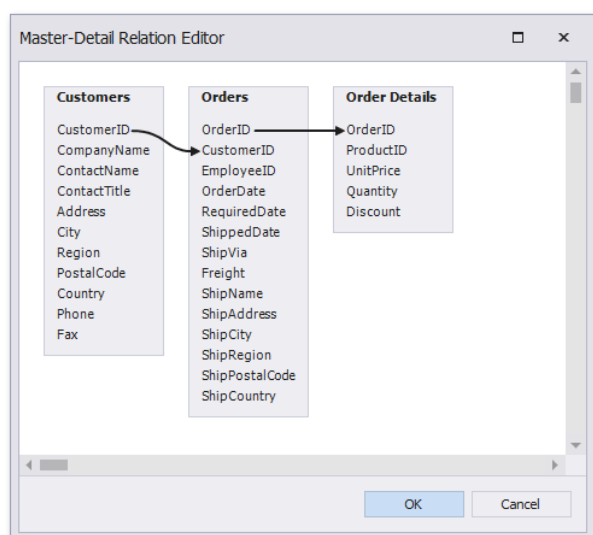 Master-Detail Relation Editor
Customers
CustomerID
CompanyName
ContactName
ContactTitle
Address
City
Region
PostalCode
Country
Phone
Fax
Orders
OrderID
CustomerID
EmployeeID
OrderDate
RequiredDate
ShippedDate
ShipVia
Freight
ShipName
ShipAddress
ShipCity
ShipRegion
ShipPostalCode
ShipCountry
Order Details
OrderID
ProductID
UnitPrice
Quantity
Discount
OK
Cancel